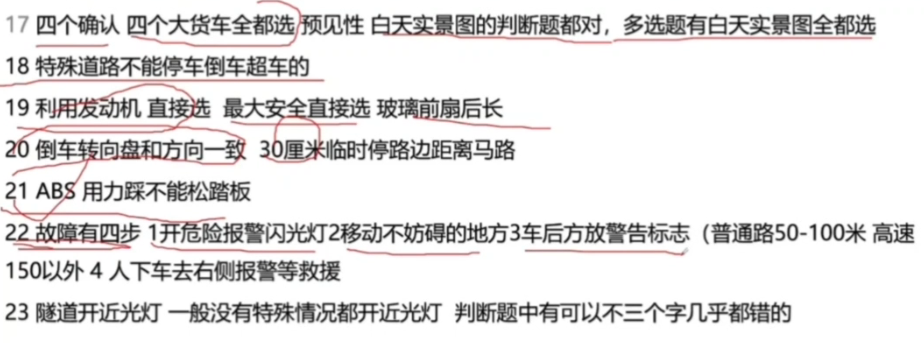 17 四个确认 四个大货车全都选 预见性 白天实景图的判断题都对，多选题有白天实景图全都选
18 特殊道路不能停车倒车超车的
19 利用发动机 直接选 最大安全直接选 玻璃前扇后长
20 倒车转向盘和方向一致 30厘米临时停路边距离马路
21 ABS 用力踩不能松踏板
22 故障有四步 1开危险报警闪光灯2移动不妨碍的地方3车后方放警告标志（普通路50-100米 高速
150以外 4 人下车去右侧报警等救援
23 隧道开近光灯 一般没有特殊情况都开近光灯 判断题中有可以不三个字几乎都错的